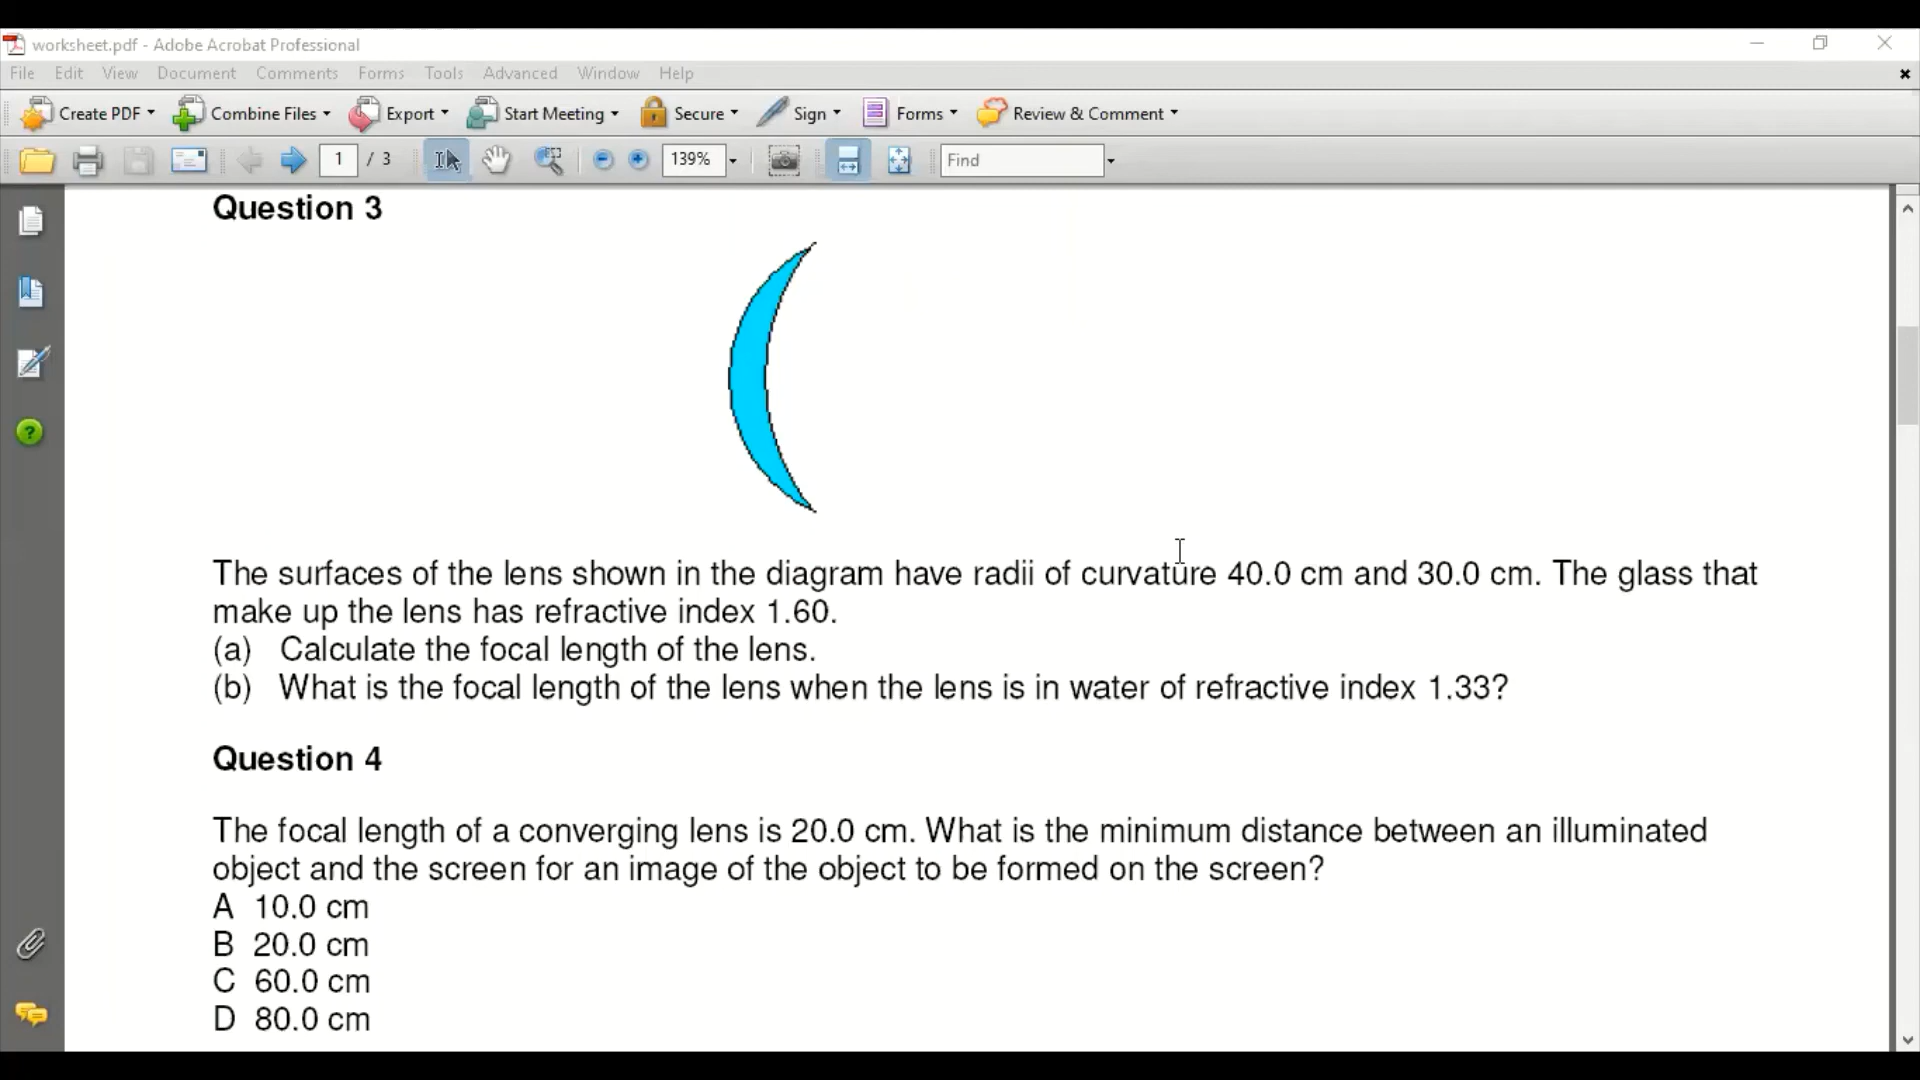 worksheet.pdf - Adobe Acrobat Professional
File Edit View Document Comments Forms Tools Advanced Window Help
Create PDF Combine Files Export Start Meeting Secure Sign Forms Review & Comment
1 / 3 139% Find
Question 3
The surfaces of the lens shown in the diagram have radii of curvature 40.0 cm and 30.0 cm. The glass that
make up the lens has refractive index 1.60.
(a) Calculate the focal length of the lens.
(b) What is the focal length of the lens when the lens is in water of refractive index 1.33?
Question 4
The focal length of a converging lens is 20.0 cm. What is the minimum distance between an illuminated
object and the screen for an image of the object to be formed on the screen?
A 10.0 cm
B 20.0 cm
C 60.0 cm
D 80.0 cm